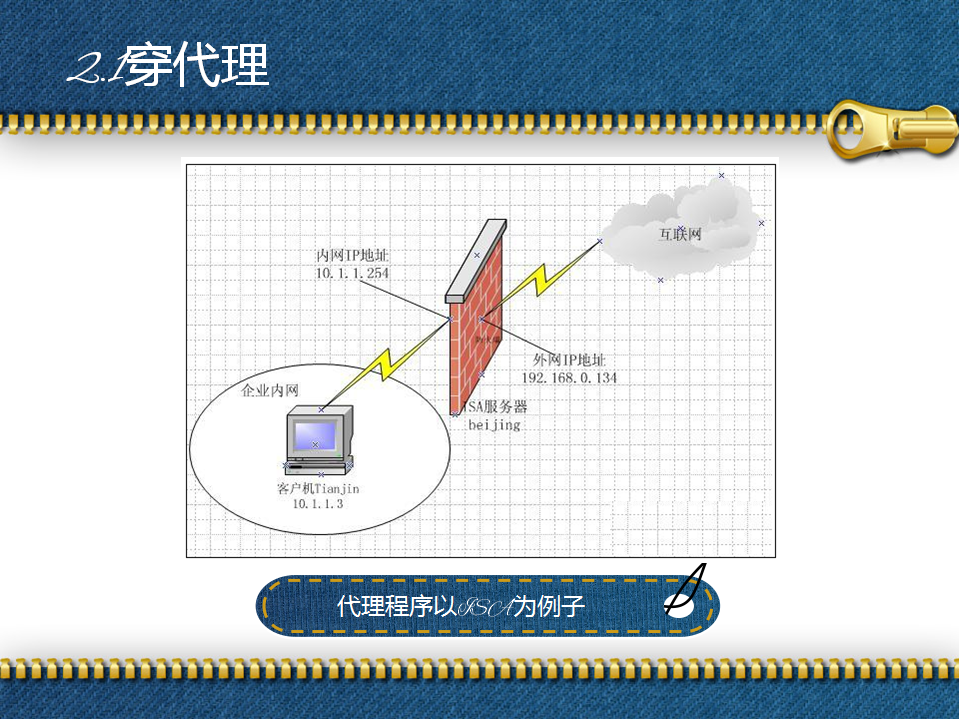 2.1穿代理
互联网
内网IP地址
10.1.1.254
外网IP地址
192.168.0.134
企业内网
ISA服务器
beijing
客户机Tianjin
10.1.1.3
代理程序以ISA为例子